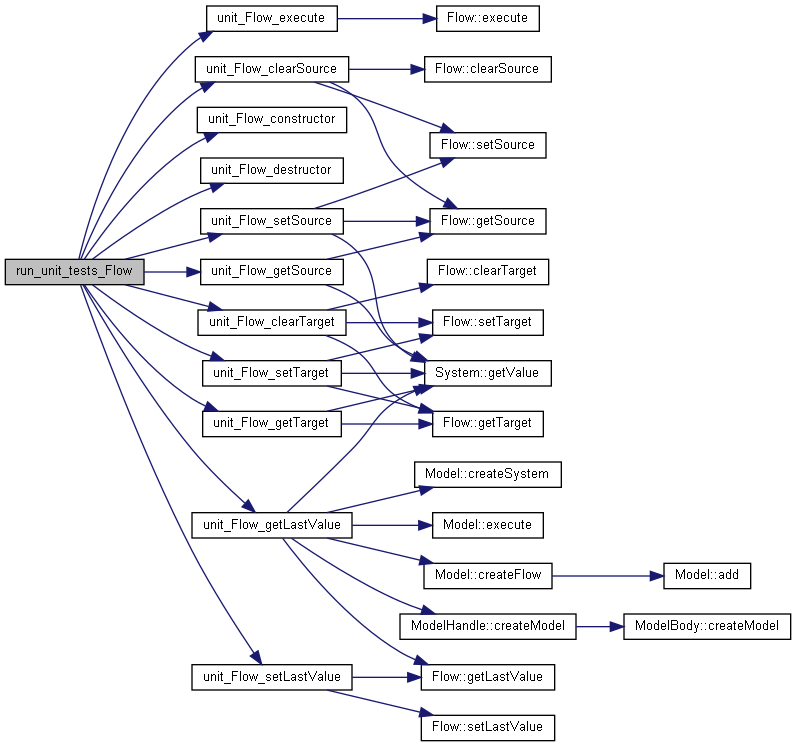 unit_Flow_execute
Flow::execute
unit_Flow_clearSource
Flow::clearSource
unit_Flow_constructor
Flow::setSource
unit_Flow_destructor
unit_Flow_setSource
Flow::getSource
run_unit_tests_Flow
unit_Flow_getSource
Flow::clearTarget
unit_Flow_clearTarget
Flow::setTarget
unit_Flow_setTarget
System::getValue
unit_Flow_getTarget
Flow::getTarget
Model::createSystem
unit_Flow_getLastValue
Model::execute
Model::createFlow
Model::add
ModelHandle::createModel
ModelBody::createModel
unit_Flow_setLastValue
Flow::getLastValue
Flow::setLastValue